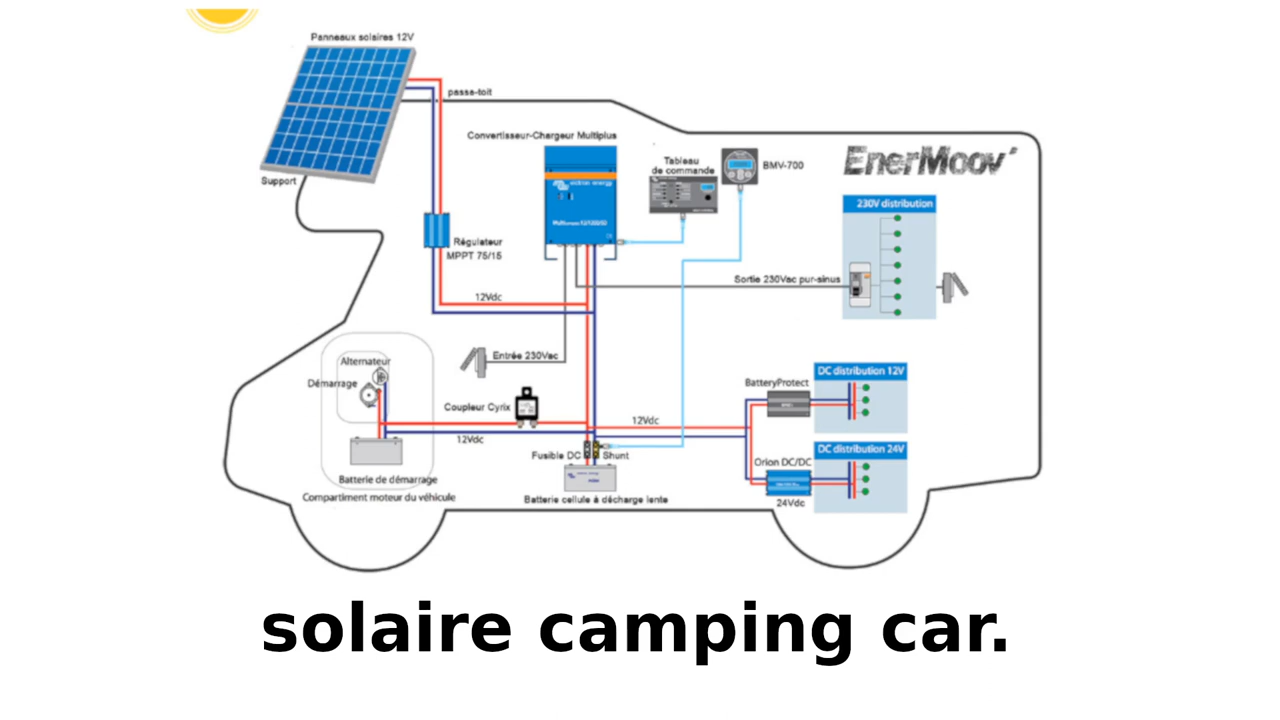 Panneaux solaires 12V
passe-toit
Convertisseur-Chargeur Multiplus
Tableau
de commande
BMV-700
EnerMoov
Support
victron energy
230V distribution
Régulateur
MPPT 75/15
Sortie 230Vac pur-sinus
12Vdc
Entrée 230Vac
Alternateur
Démarrage
DC distribution 12V
BatteryProtect
Coupleur Cyrix
12Vdc
12Vdc
DC distribution 24V
Fusible DC
Shunt
Orion DC/DC
Batterie de démarrage
Compartiment moteur du véhicule
Batterie cellule à décharge lente
24Vdc
solaire camping car.